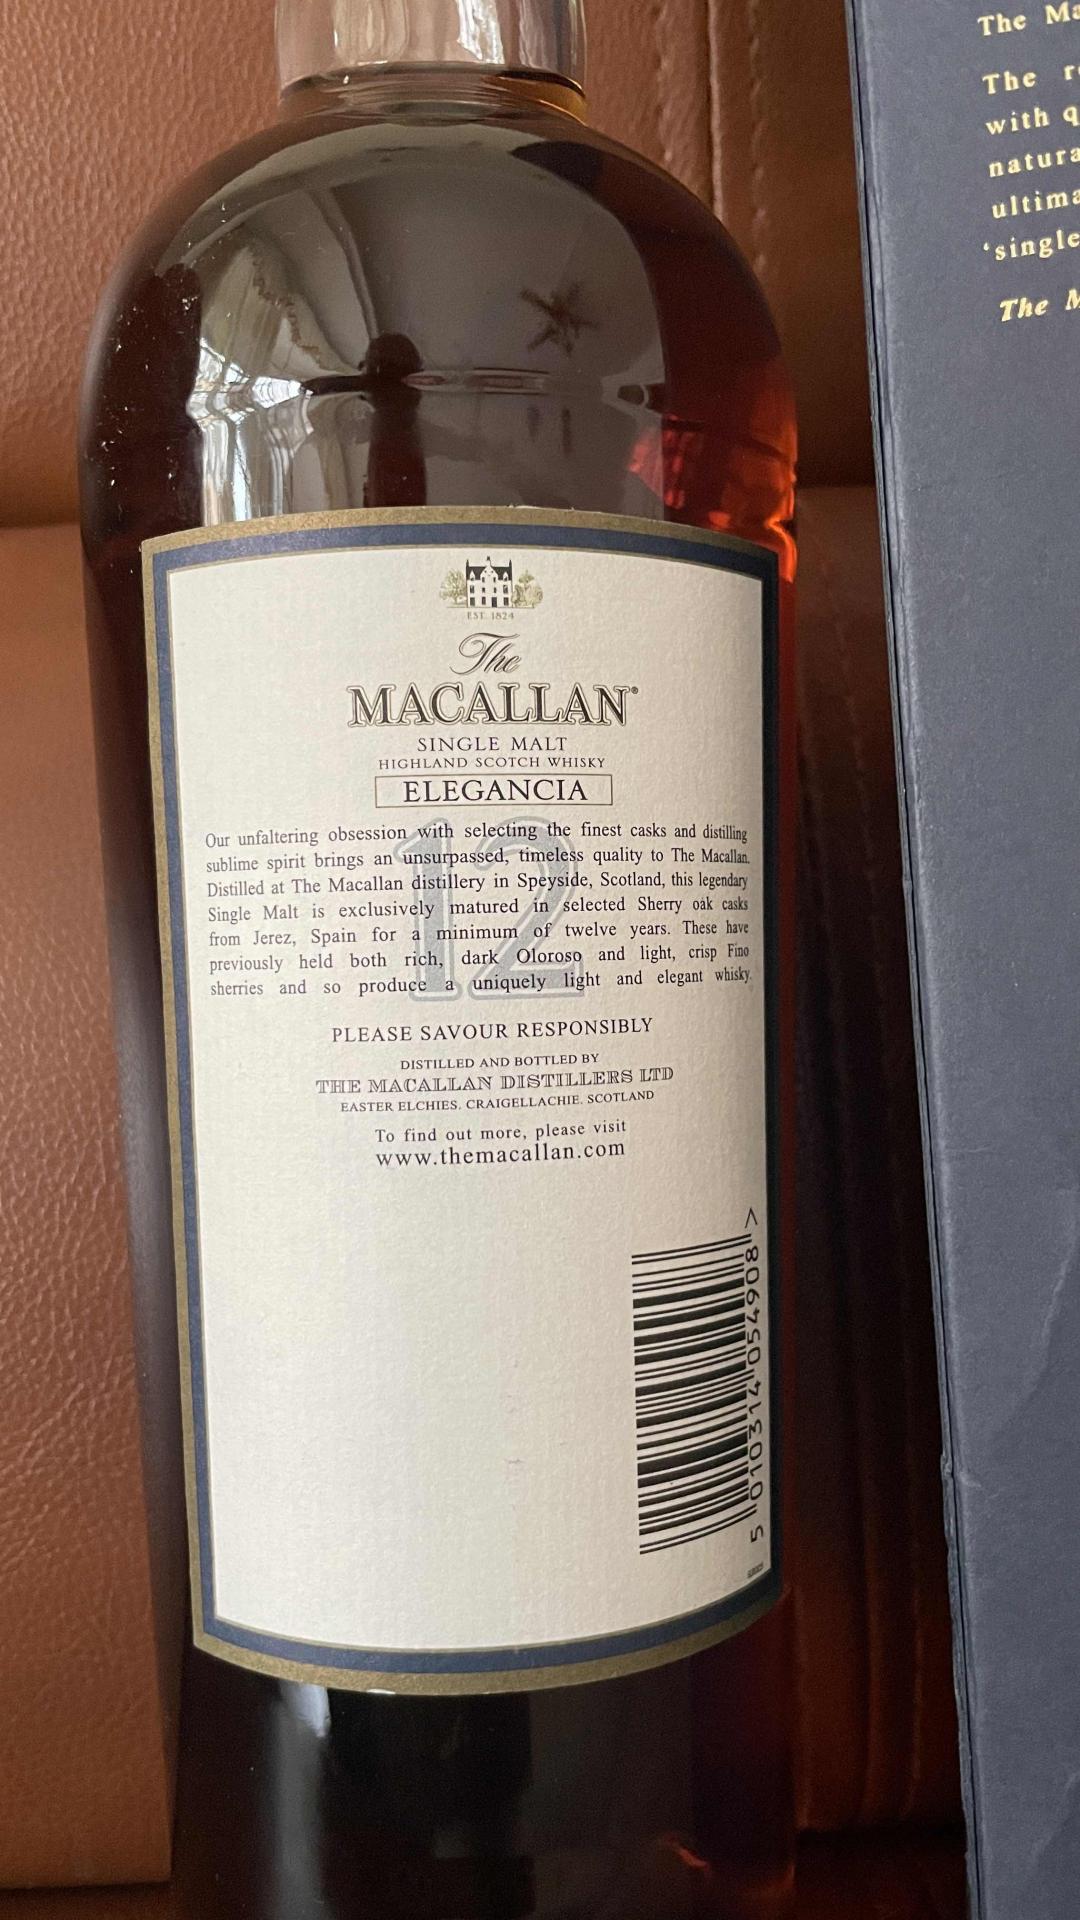 EST. 1824
The
MACALLAN®
SINGLE MALT
HIGHLAND SCOTCH WHISKY
ELEGANCIA
12
Our unfaltering obsession with selecting the finest casks and distilling
sublime spirit brings an unsurpassed, timeless quality to The Macallan.
Distilled at The Macallan distillery in Speyside, Scotland, this legendary
Single Malt is exclusively matured in selected Sherry oak casks
from Jerez, Spain for a minimum of twelve years. These have
previously held both rich, dark Oloroso and light, crisp Fino
sherries and so produce a uniquely light and elegant whisky.
PLEASE SAVOUR RESPONSIBLY
DISTILLED AND BOTTLED BY
THE MACALLAN DISTILLERS LTD
EASTER ELCHIES. CRAIGELLACHIE. SCOTLAND
To find out more, please visit
www.themacallan.com
5 010314 054908 >
The Ma
The r
with q
natura
ultima
‘single
The M